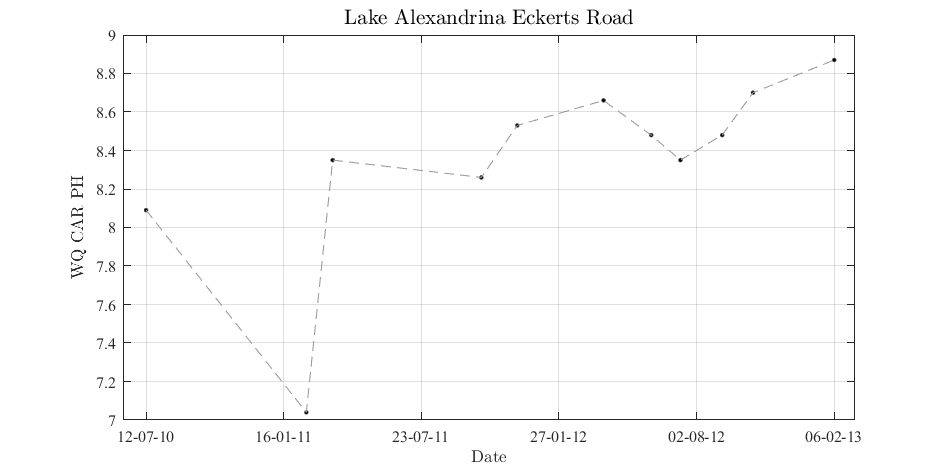 Lake Alexandrina Eckerts Road
WQ CAR PH
9
8.8
8.6
8.4
8.2
8
7.8
7.6
7.4
7.2
7
12-07-10 16-01-11 23-07-11 27-01-12 02-08-12 06-02-13
Date